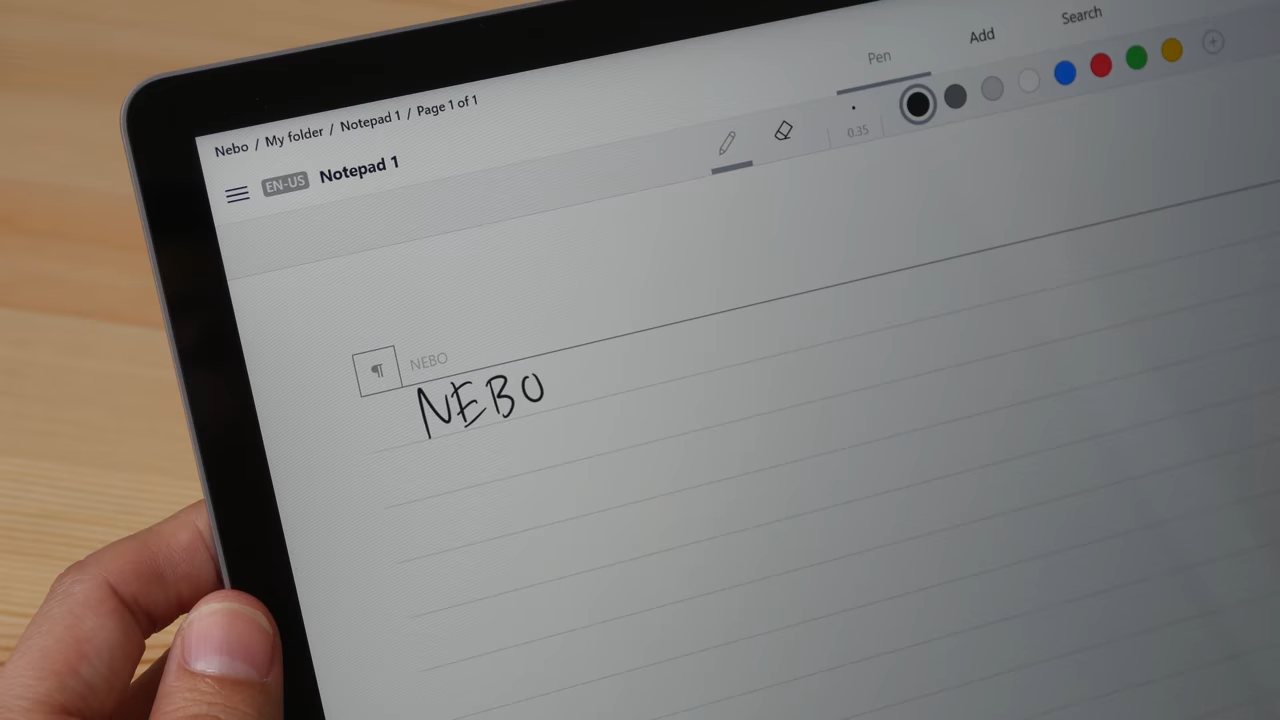 Nebo / My folder / Notepad 1 / Page 1 of 1
EN-US Notepad 1
Pen Add Search
0.35
¶ NEBO
NEBO